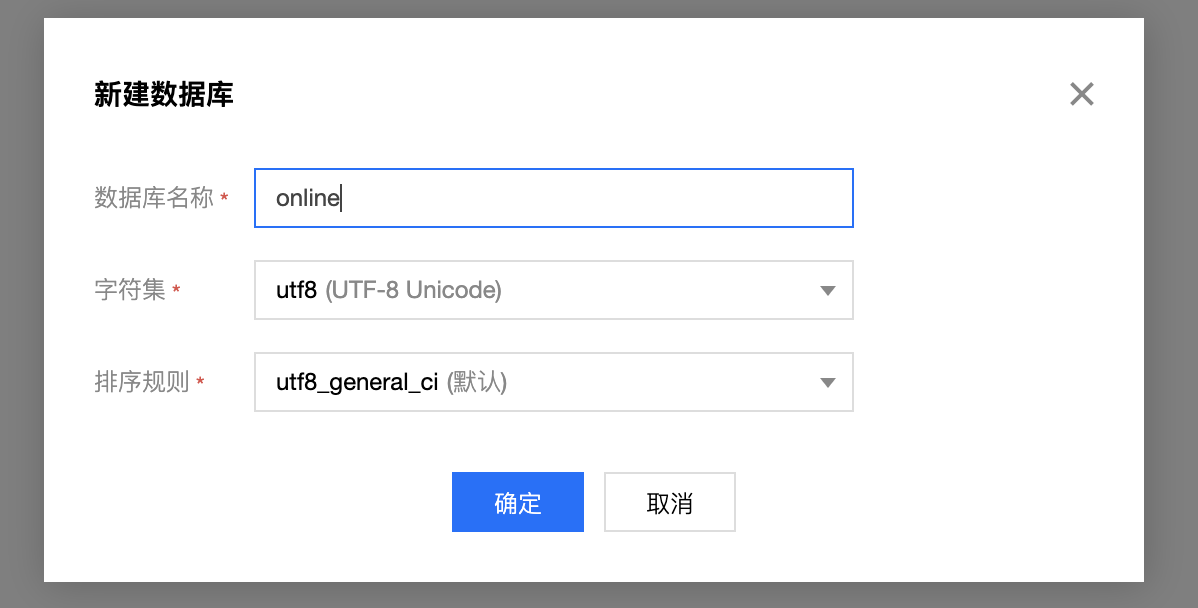 新建数据库
数据库名称 * online
字符集 * utf8 (UTF-8 Unicode)
排序规则 * utf8_general_ci (默认)
确定 取消